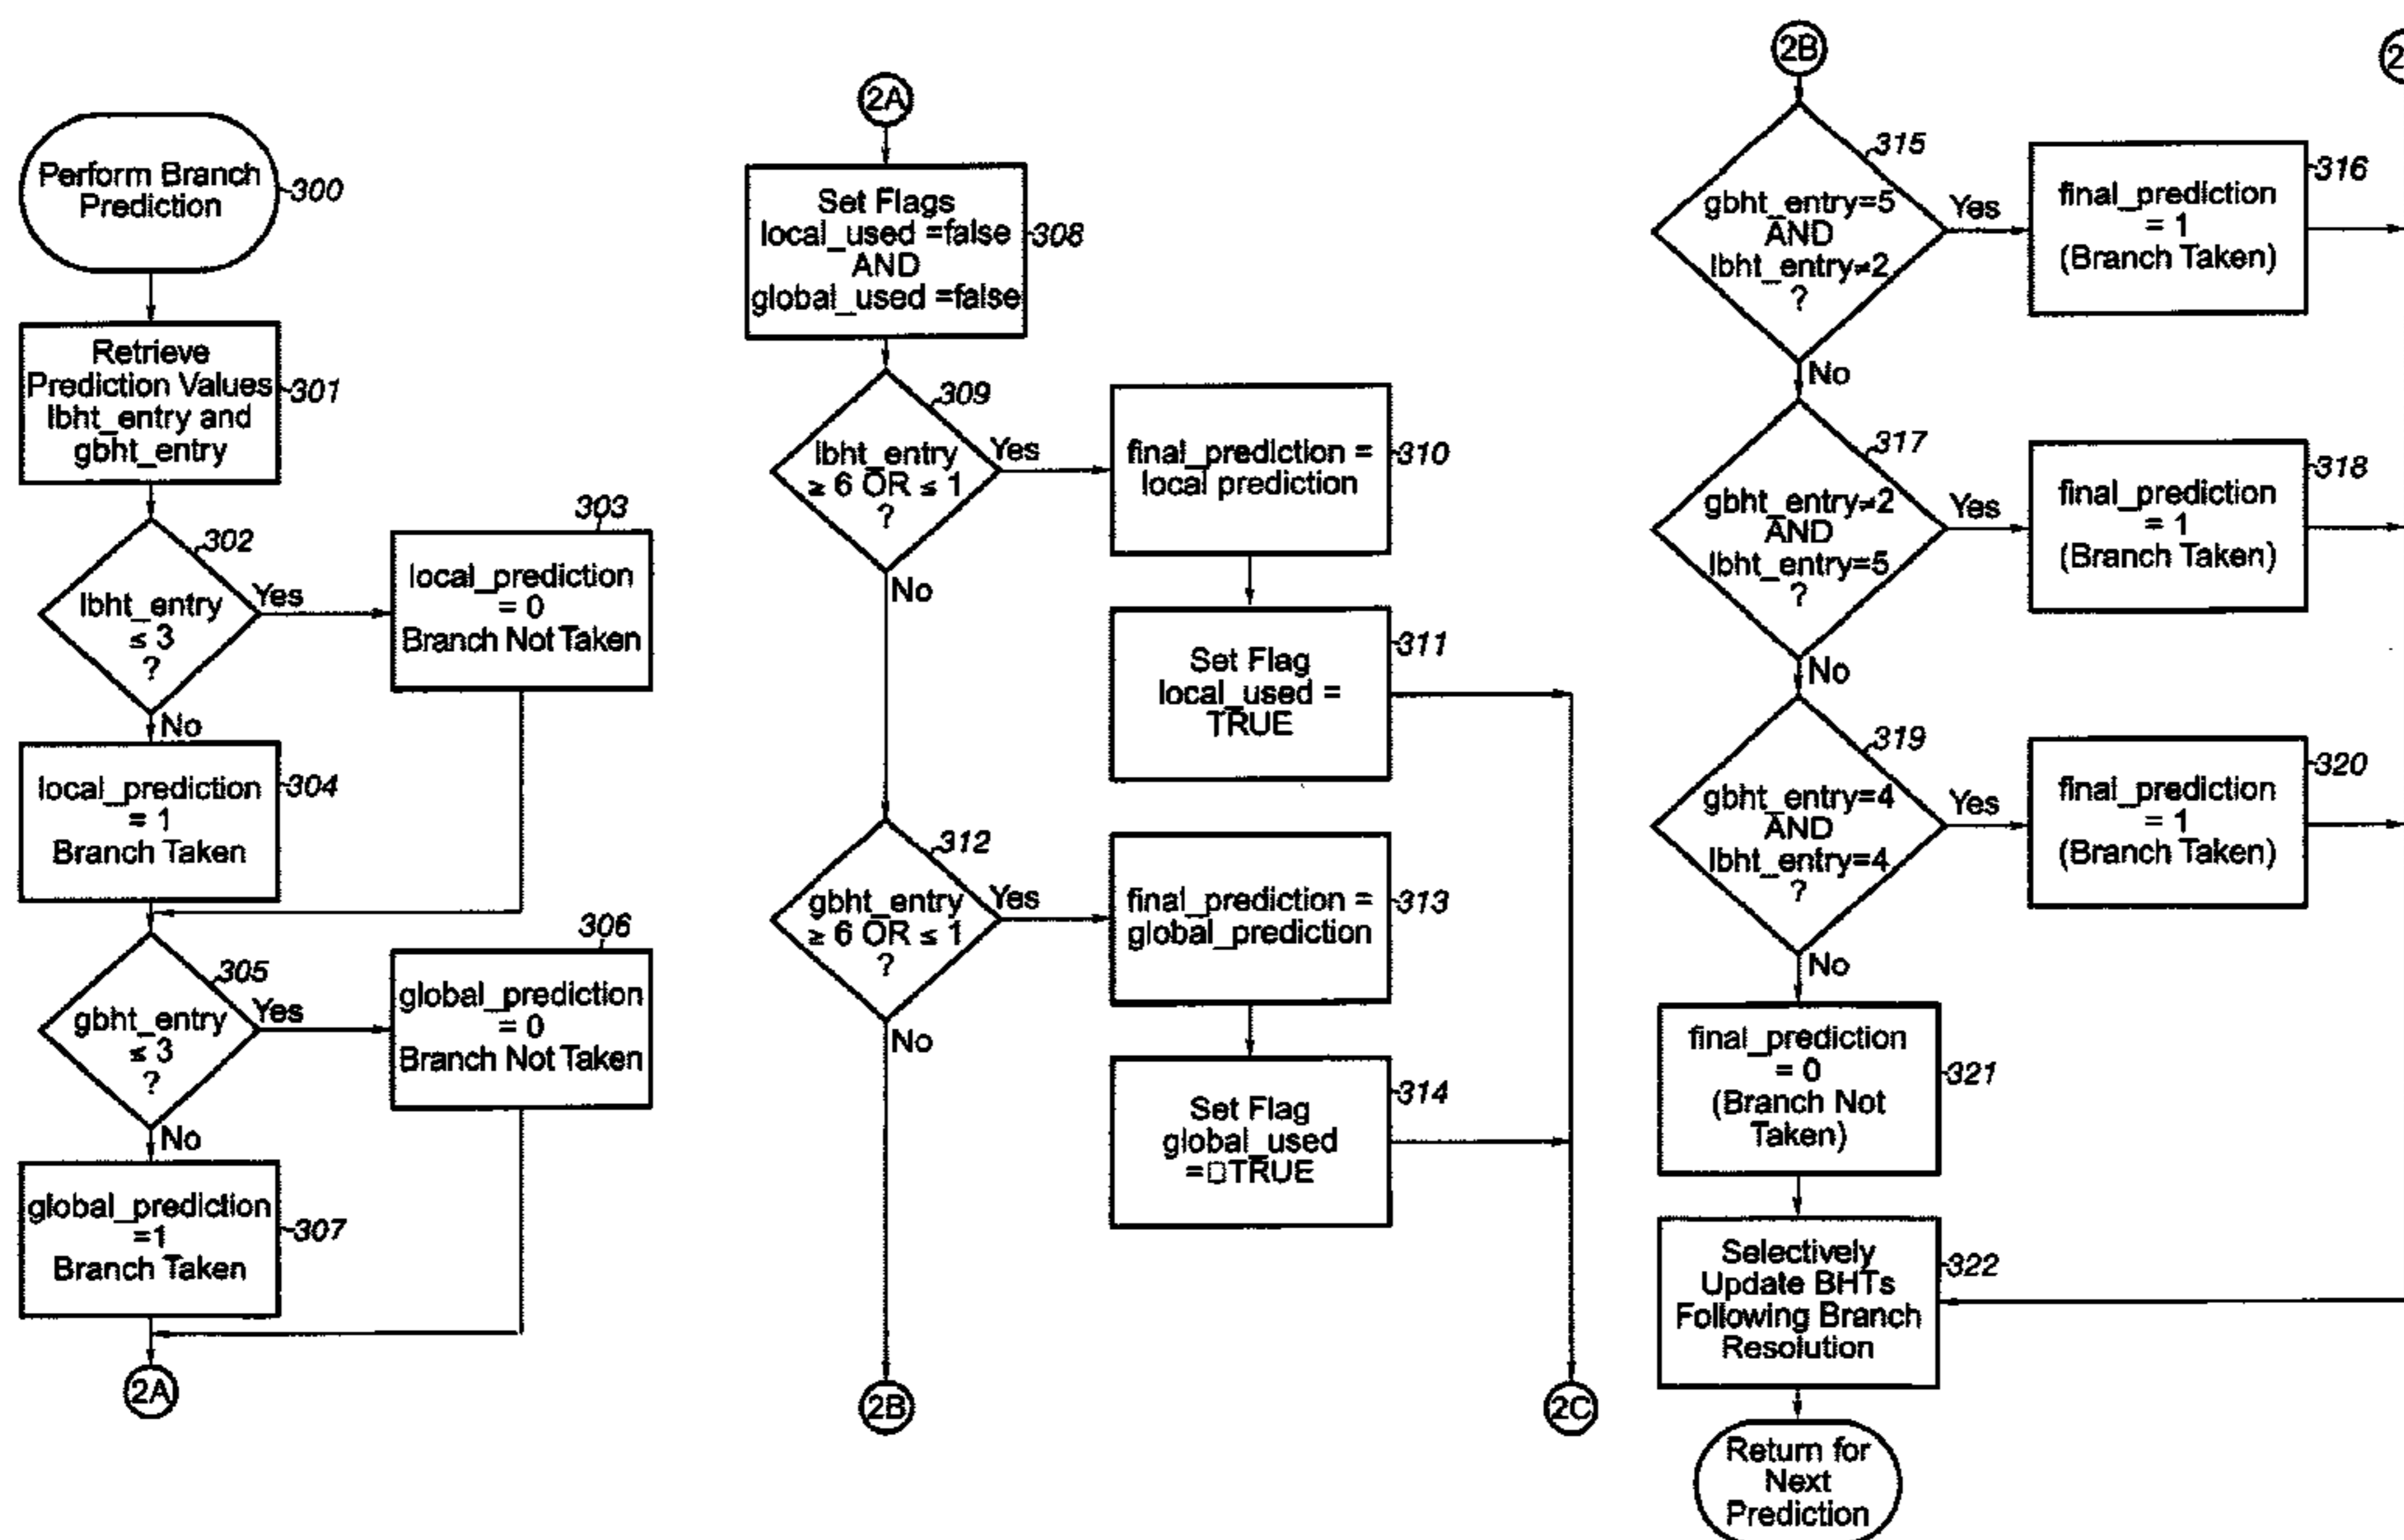 Perform Branch
Prediction
300
Retrieve
Prediction Values
lbht_entry and
gbht_entry
301
302
lbht_entry
≤ 3
?
Yes
No
303
local_prediction
= 0
Branch Not Taken
local_prediction
= 1
Branch Taken
304
305
gbht_entry
≤ 3
?
Yes
No
306
global_prediction
= 0
Branch Not Taken
global_prediction
=1
Branch Taken
307
2A
2A
Set Flags
local_used =false
AND
global_used =false
308
309
lbht_entry
≥ 6 OR ≤ 1
?
Yes
No
final_prediction =
local prediction
310
Set Flag
local_used =
TRUE
311
312
gbht_entry
≥ 6 OR ≤ 1
?
Yes
No
final_prediction =
global_prediction
313
Set Flag
global_used
=□TRUE
314
2B
2C
2B
315
gbht_entry=5
AND
lbht_entry≠2
?
Yes
No
final_prediction
= 1
(Branch Taken)
316
317
gbht_entry≠2
AND
lbht_entry=5
?
Yes
No
final_prediction
= 1
(Branch Taken)
318
319
gbht_entry=4
AND
lbht_entry=4
?
Yes
No
final_prediction
= 1
(Branch Taken)
320
final_prediction
= 0
(Branch Not
Taken)
321
Selectively
Update BHTs
Following Branch
Resolution
322
Return for
Next
Prediction